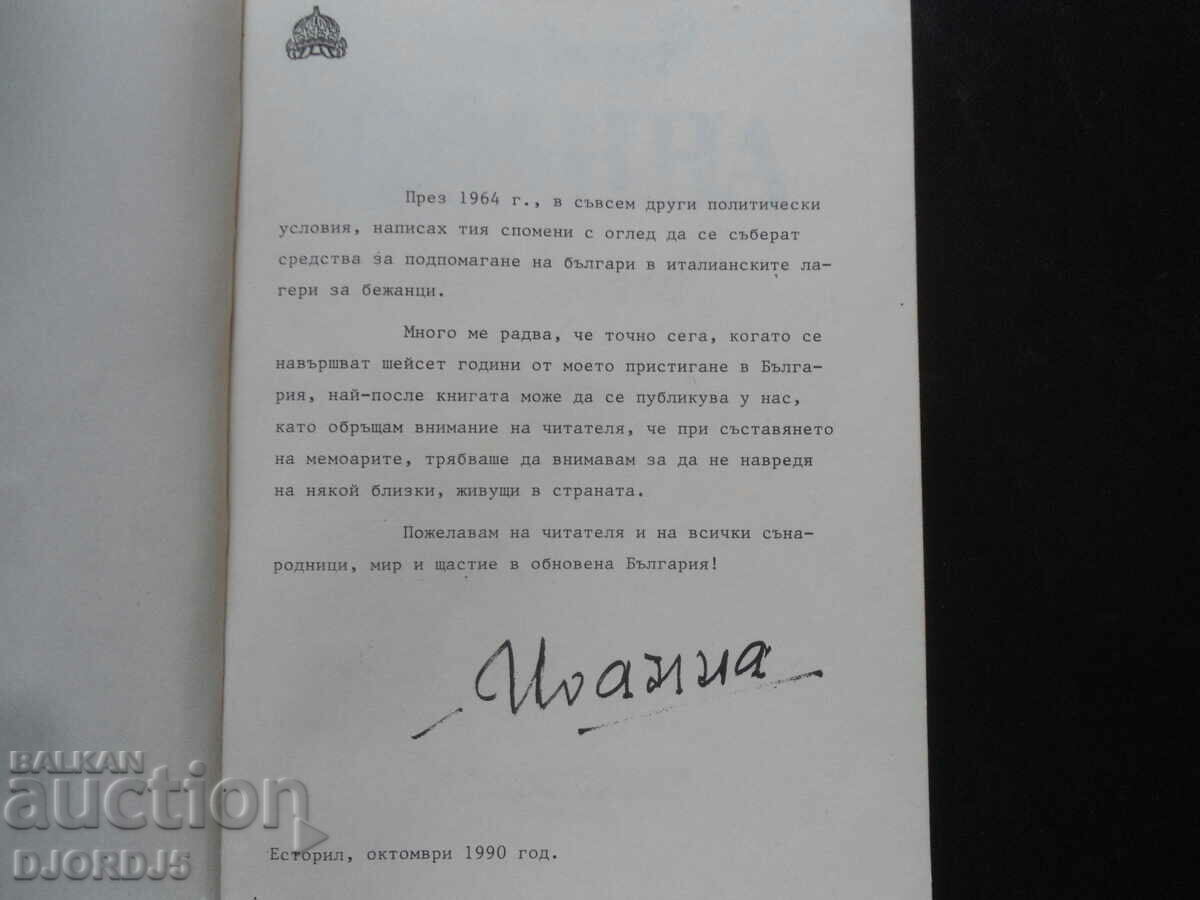 През 1964 г., в съвсем други политически
условия, написах тия спомени с оглед да се съберат
средства за подпомагане на българи в италианските ла-
гери за бежанци.
Много ме радва, че точно сега, когато се
навършват шейсет години от моето пристигане в Бълга-
рия, най-после книгата може да се публикува у нас,
като обръщам внимание на читателя, че при съставянето
на мемоарите, трябваше да внимавам за да не навредя
на някой близки, живущи в страната.
Пожелавам на читателя и на всички съна-
родници, мир и щастие в обновена България!
Иоанна
Есторил, октомври 1990 год.
BALKAN
auction
DJORDJ5